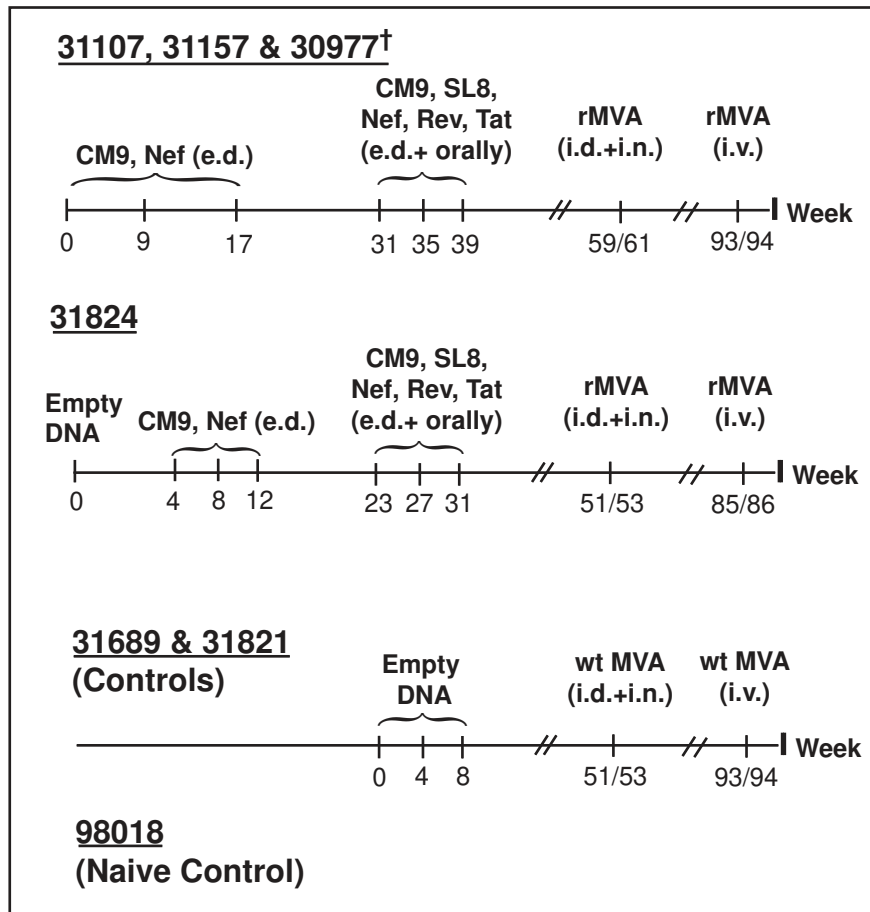 31107, 31157 & 30977†
CM9, Nef (e.d.)
CM9, SL8,
Nef, Rev, Tat
(e.d.+ orally)
rMVA
(i.d.+i.n.)
rMVA
(i.v.)
Week
0 9 17 31 35 39 59/61 93/94
31824
Empty
DNA
CM9, Nef (e.d.)
CM9, SL8,
Nef, Rev, Tat
(e.d.+ orally)
rMVA
(i.d.+i.n.)
rMVA
(i.v.)
Week
0 4 8 12 23 27 31 51/53 85/86
31689 & 31821
(Controls)
Empty
DNA
wt MVA
(i.d.+i.n.)
wt MVA
(i.v.)
Week
0 4 8 51/53 93/94
98018
(Naive Control)